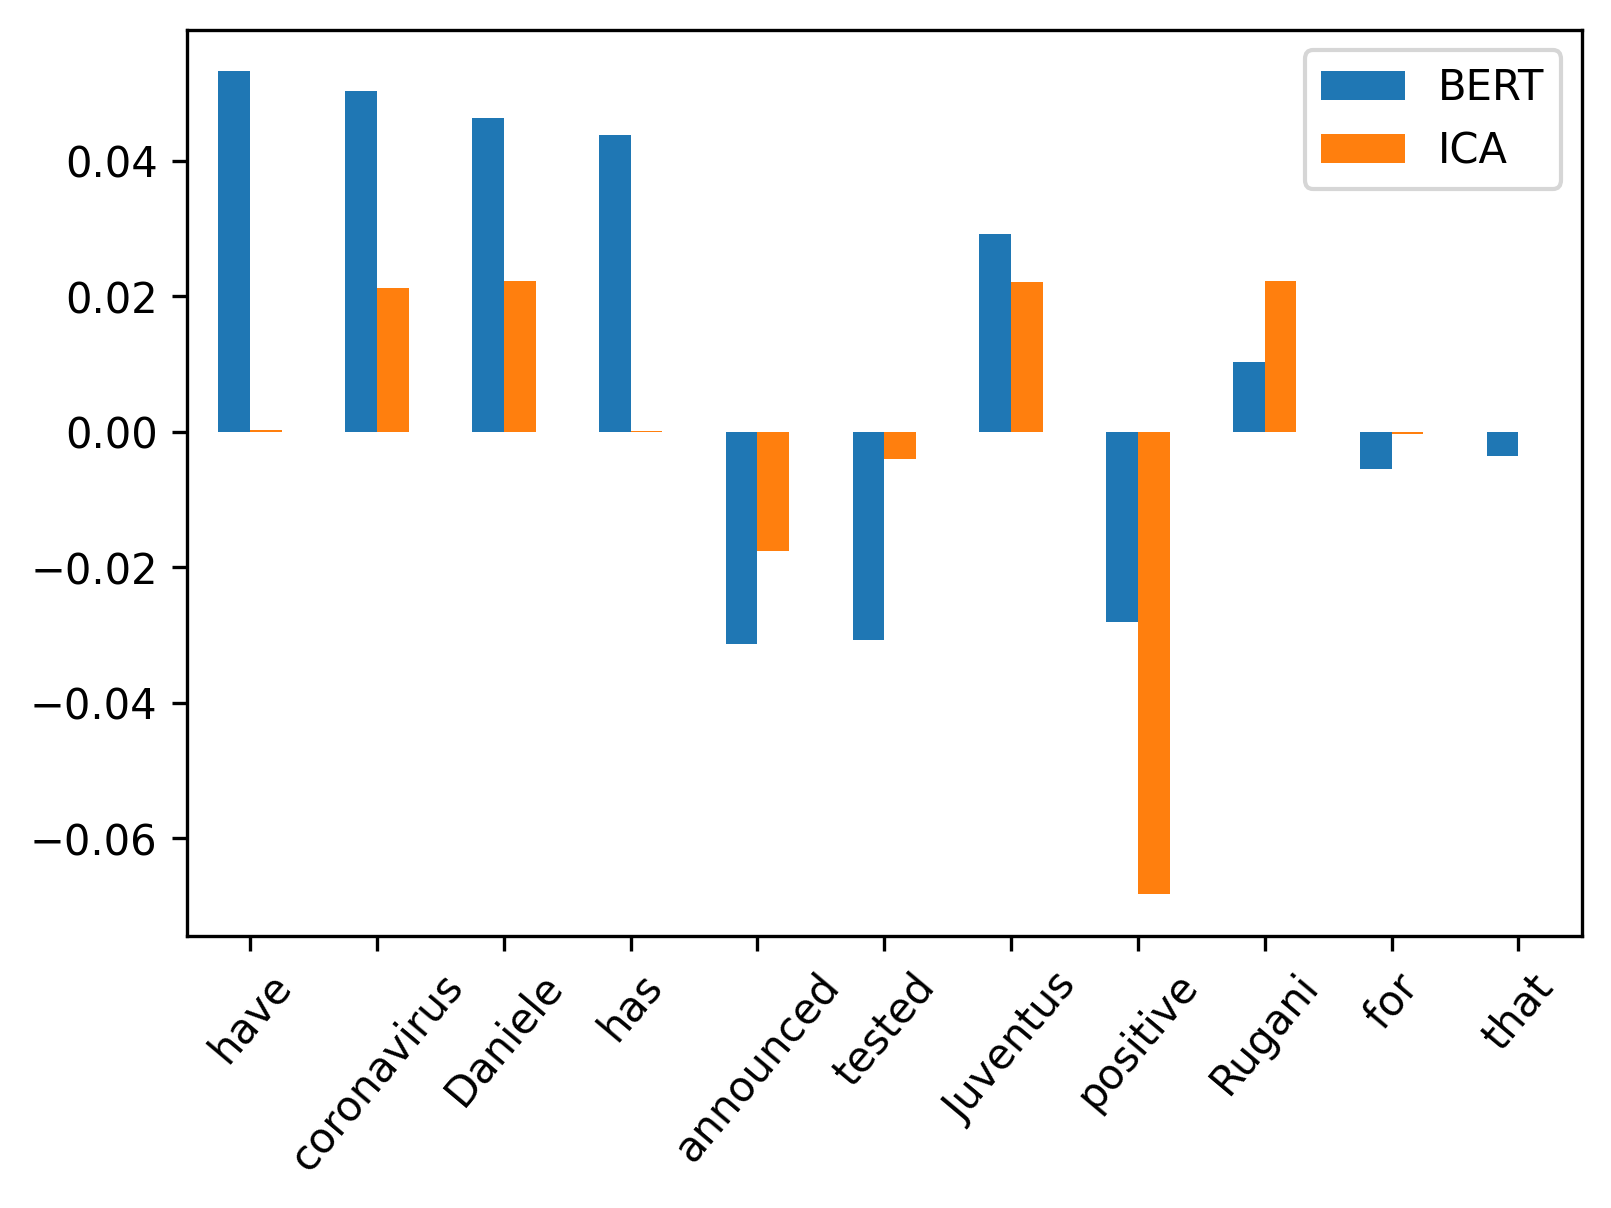 BERT
ICA
0.04
0.02
0.00
−0.02
−0.04
−0.06
have
coronavirus
Daniele
has
announced
tested
Juventus
positive
Rugani
for
that